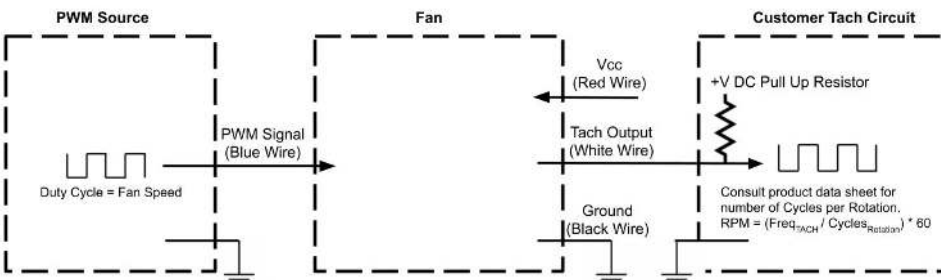 PWM Source
Fan
Customer Tach Circuit
Vcc
(Red Wire)
+V DC Pull Up Resistor
PWM Signal
(Blue Wire)
Tach Output
(White Wire)
Duty Cycle = Fan Speed
Consult product data sheet for
number of Cycles per Rotation.
RPM = (Freq_TACH / Cycles_Rotation) * 60
Ground
(Black Wire)